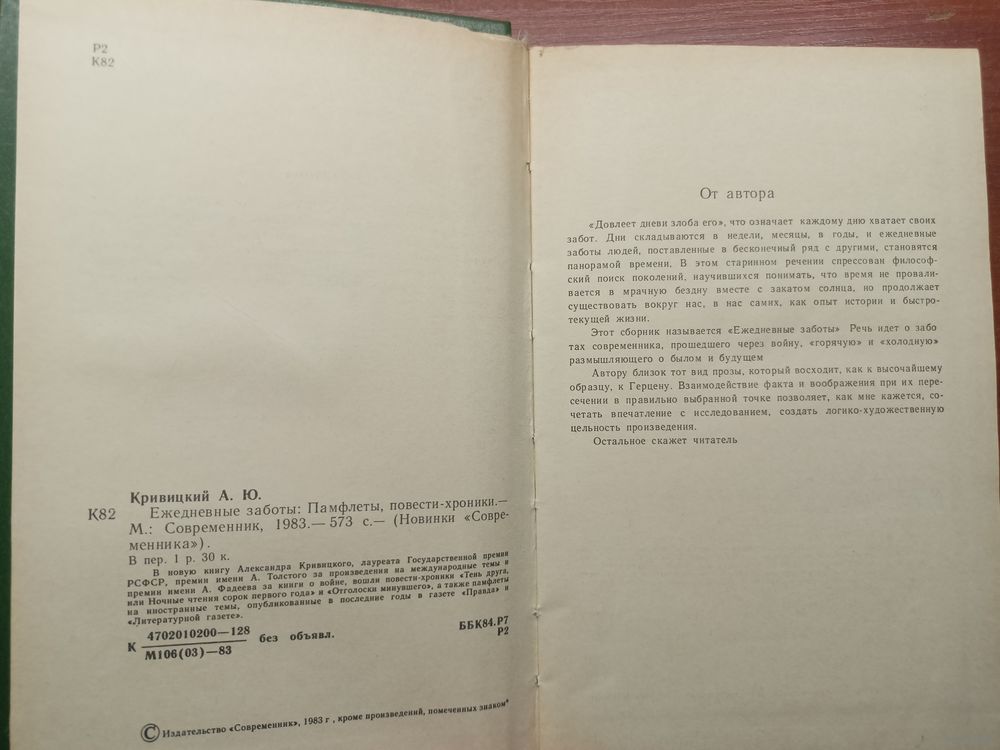 Р2
К82
Кривицкий А. Ю.
К82 Ежедневные заботы: Памфлеты, повести-хроники.—
М.: Современник, 1983.— 573 с.— (Новинки «Совре-
менника»).
В пер. 1 р. 30 к.
В новую книгу Александра Кривицкого, лауреата Государственной премии
РСФСР, премии имени А. Толстого за произведения на международные темы и
премии имени А. Фадеева за книги о войне, вошли повести-хроники «Тень друга,
или Ночные чтения сорок первого года» и «Отголоски минувшего», а также памфлеты
на иностранные темы, опубликованные в последние годы в газете «Правда» и
«Литературной газете».
К 4702010200—128
М106(03)—83
без объявл.
ББК84.Р7
Р2
© Издательство «Современник», 1983 г , кроме произведений, помеченных знаком*
От автора
«Довлеет дневи злоба его», что означает каждому дню хватает своих
забот. Дни складываются в недели, месяцы, в годы, и ежедневные
заботы людей, поставленные в бесконечный ряд с другими, становятся
панорамой времени. В этом старинном речении спрессован философ-
ский поиск поколений, научившихся понимать, что время не провали-
вается в мрачную бездну вместе с закатом солнца, но продолжает
существовать вокруг нас, в нас самих, как опыт истории и быстро-
текущей жизни.
Этот сборник называется «Ежедневные заботы» Речь идет о забо
тах современника, прошедшего через войну, «горячую» и «холодную»
размышляющего о былом и будущем
Автору близок тот вид прозы, который восходит, как к высочайшему
образцу, к Герцену. Взаимодействие факта и воображения при их пере-
сечении в правильно выбранной точке позволяет, как мне кажется, со-
четать впечатление с исследованием, создать логико-художественную
цельность произведения.
Остальное скажет читатель